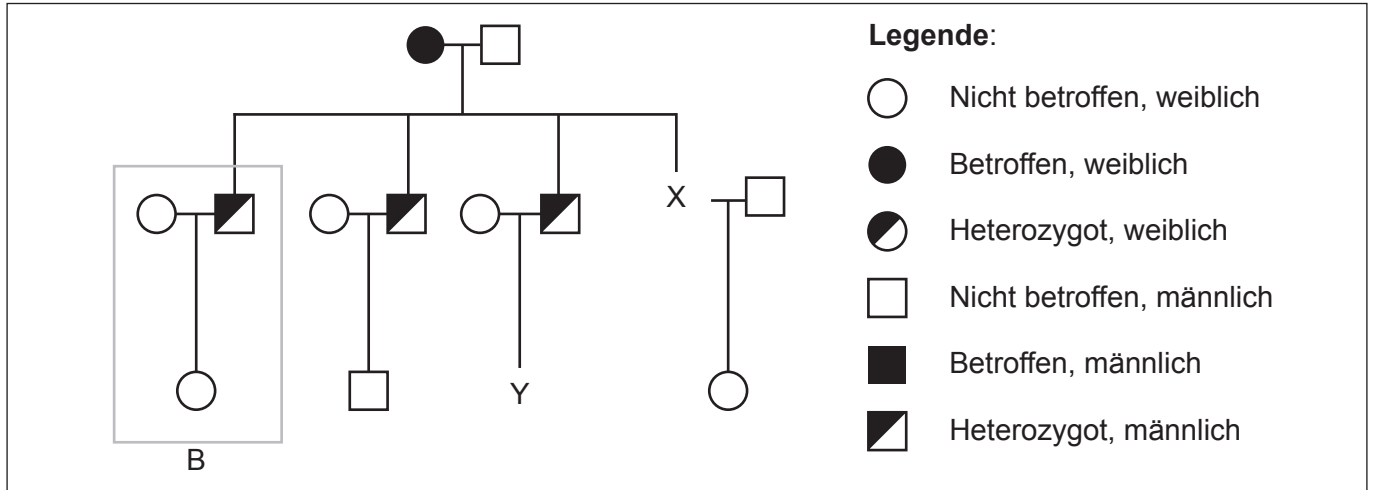 Legende:
Nicht betroffen, weiblich
Betroffen, weiblich
Heterozygot, weiblich
Nicht betroffen, männlich
Betroffen, männlich
Heterozygot, männlich
X
Y
B